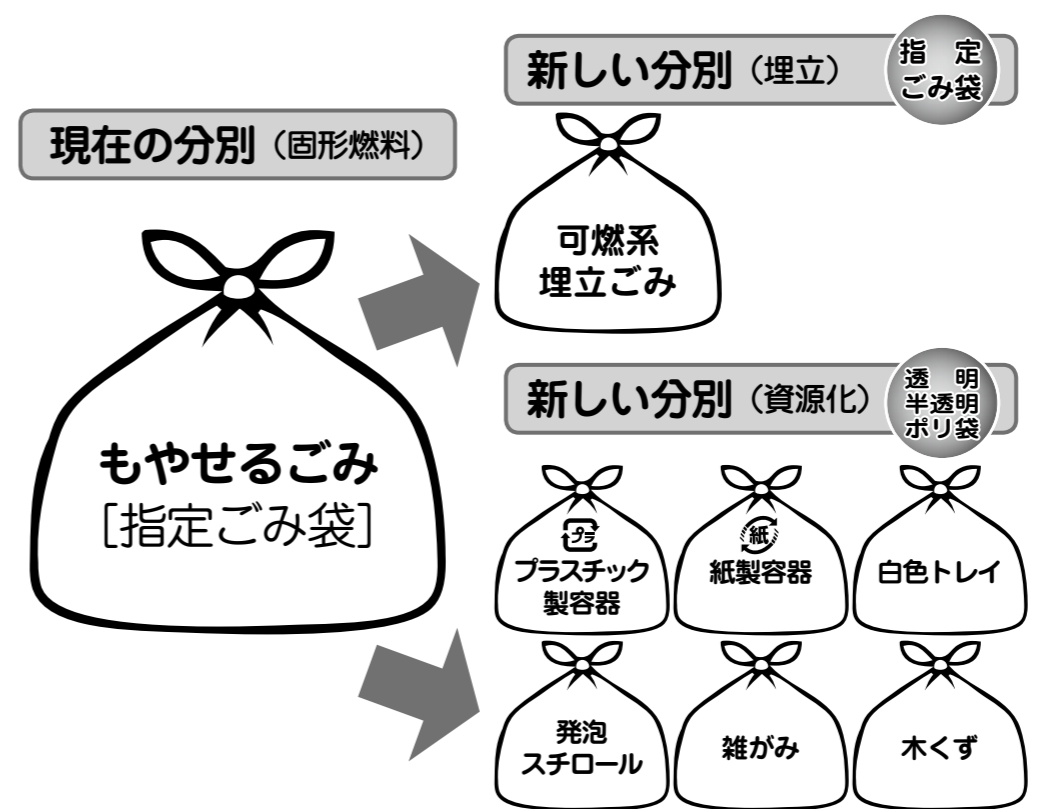 現在の分別（固形燃料）
もやせるごみ
［指定ごみ袋］
新しい分別（埋立）
指　定
ごみ袋
可燃系
埋立ごみ
新しい分別（資源化）
透　明
半透明
ポリ袋
プラ
プラスチック
製容器
紙
紙製容器
白色トレイ
発泡
スチロール
雑がみ
木くず